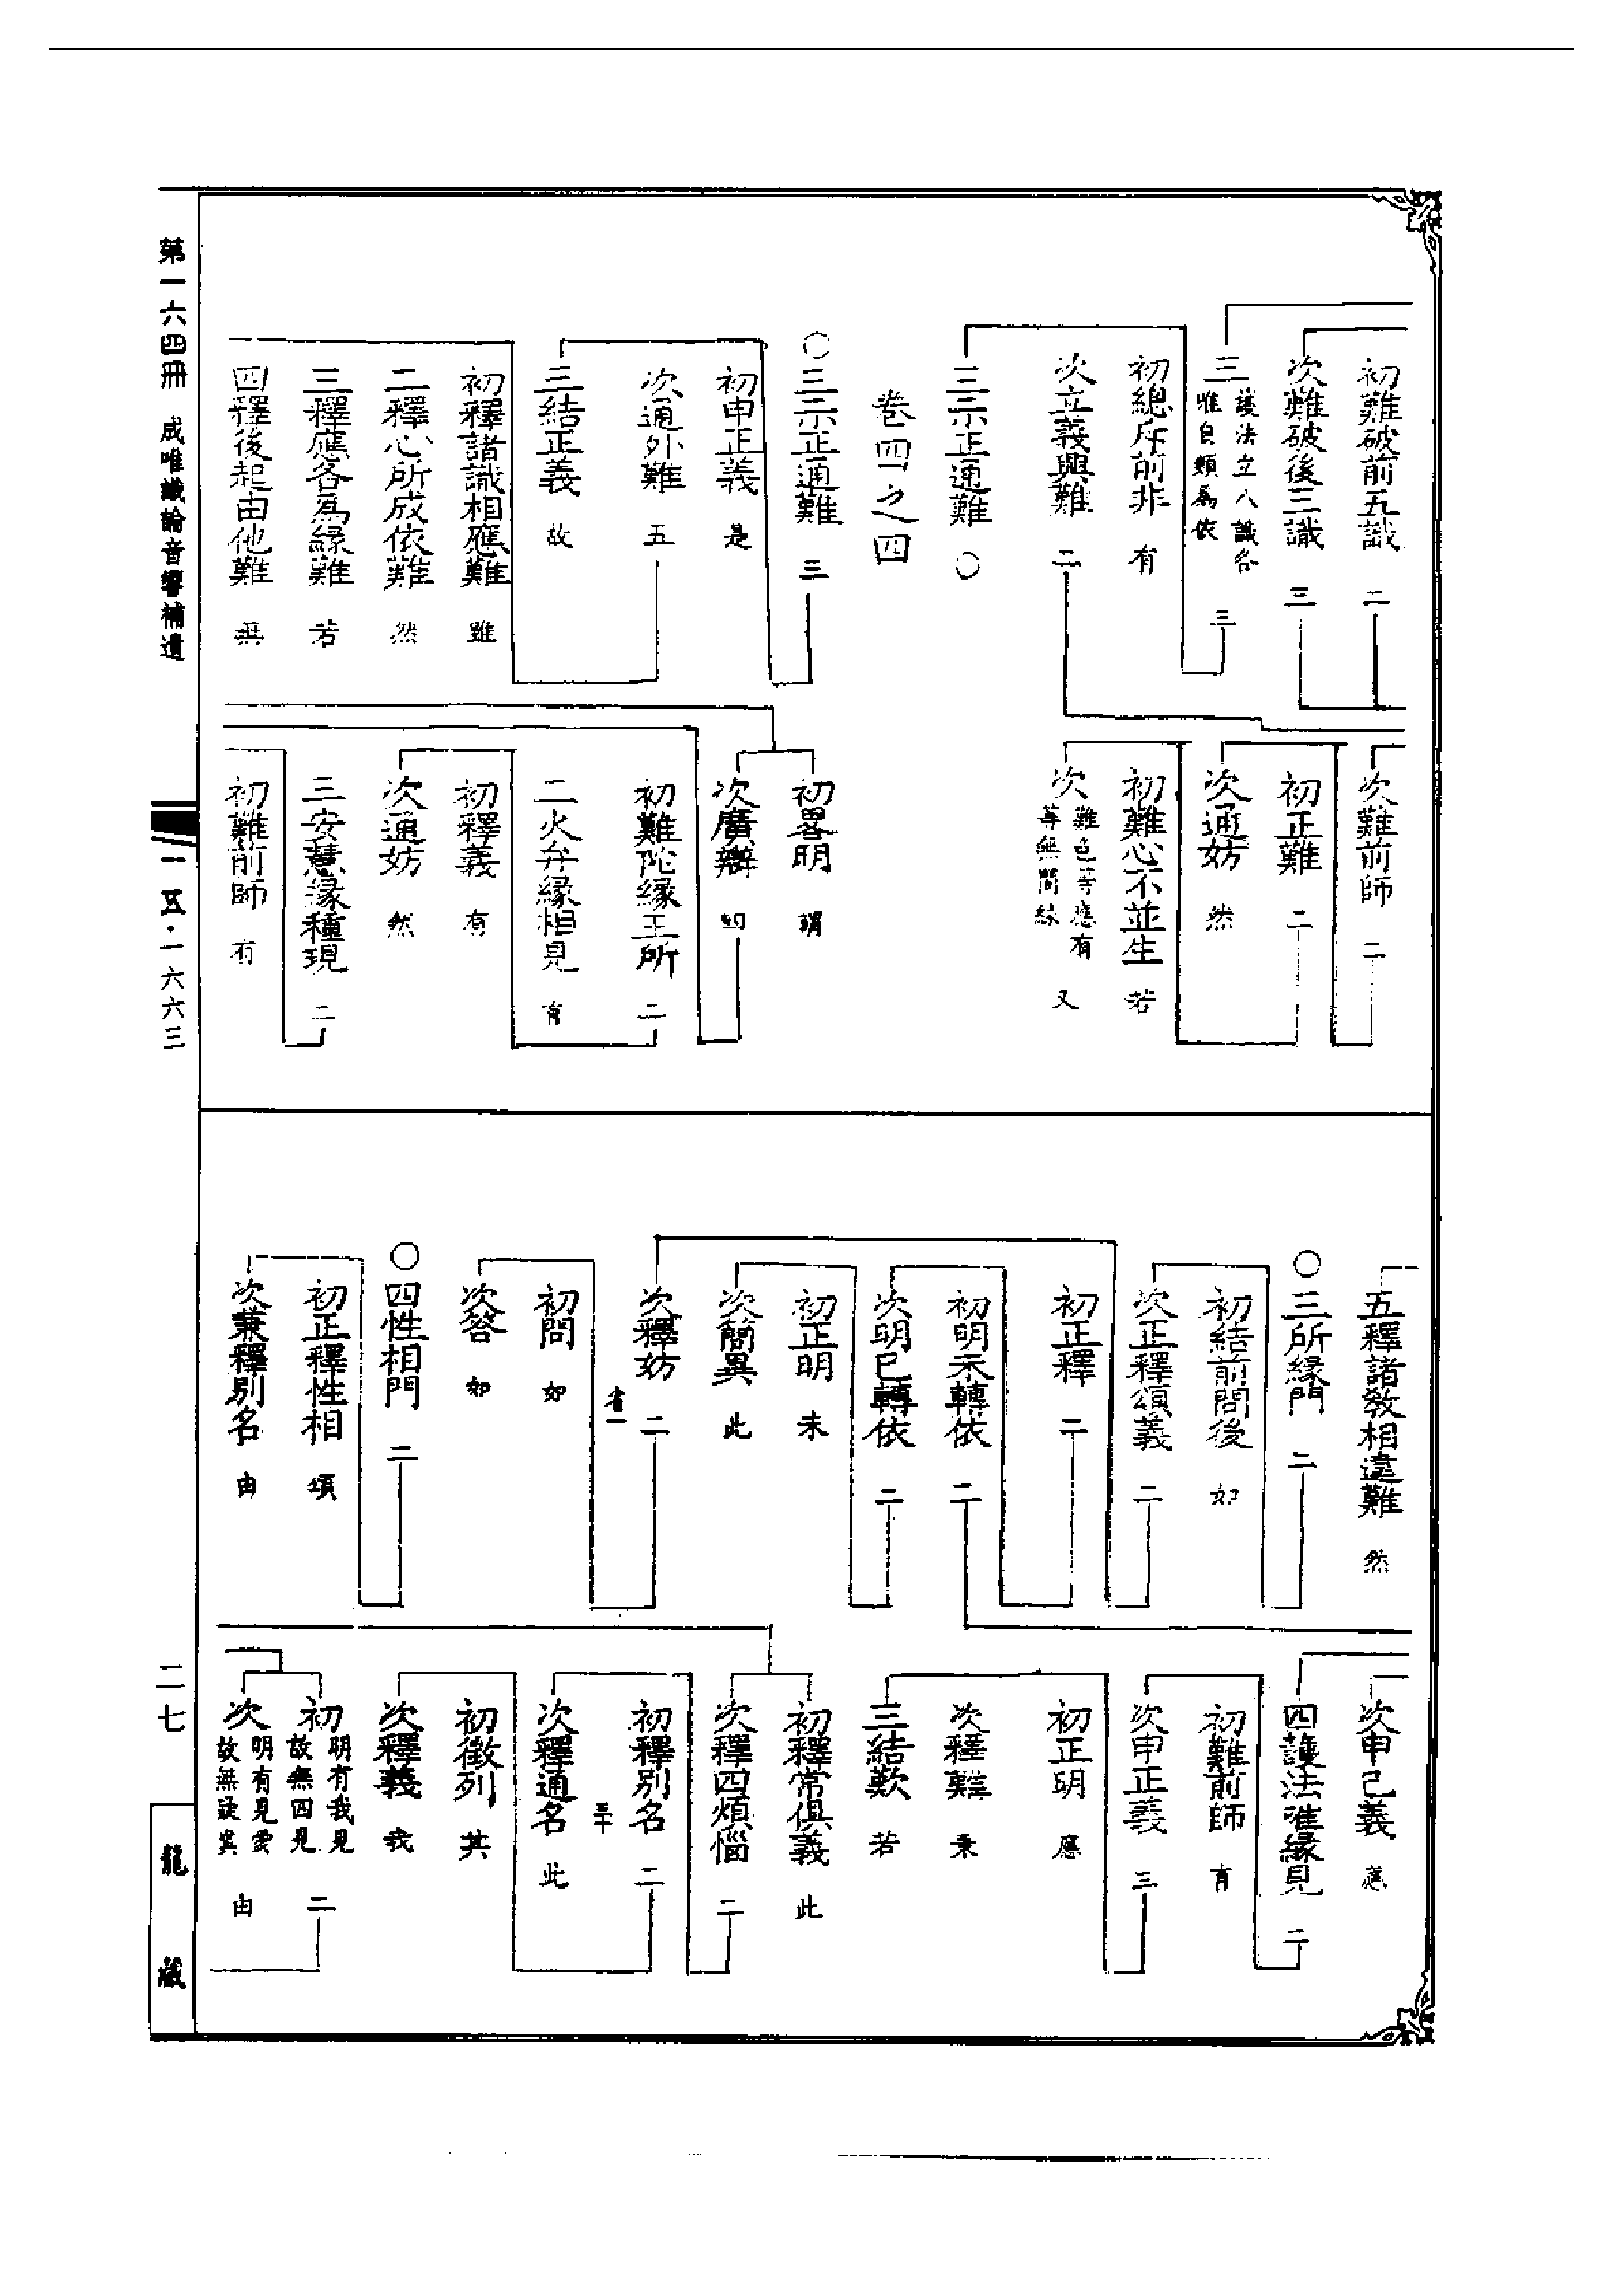 初難破前五識 二
次難破後三識 三
三 護法立八識各唯自類爲依 三
初總斥前非 有
次立義興難 二
三示正通難 ○
卷四之四
○三示正通難 三
初申正義 是
次通外難 五
三結正義 故
初釋諸識相應難 雖
二釋心所成依難 然
三釋應各爲緣難 若
四釋後起由他難 無
次難前師 二
初正難 二
次通妨 然
初難心不並生 若
次 難色等應有等無間緣 又
初畧明 謂
次廣辯 四
初難陀緣王所 二
二火弁緣相見 有
初釋義 有
次通妨 然
三安慧緣種現 二
初難前師 有
五釋諸敎相違難 然
○三所緣門 二
初結前問後 如
次正釋頌義 二
初正釋 二
初明未轉依 二
次明已轉依 二
初正明 未
次簡異 此
次釋妨 二
初問 如
次答 如
○四性相門 二
初正釋性相 頌
次兼釋別名 由
次申己義 應
四護法唯緣見 二
初難前師 有
次申正義 三
初正明 應
次釋難
三結歎 若
初釋常俱義 此
次釋四煩惱 二
初釋別名 二
次釋通名 此
初徵列 其
次釋義 我
初 明有我見故無四見 二
次 明有見愛故無疑嗔 由
第一六四冊 成唯識論音響補遺
一一五·一六六三
二七
龍藏